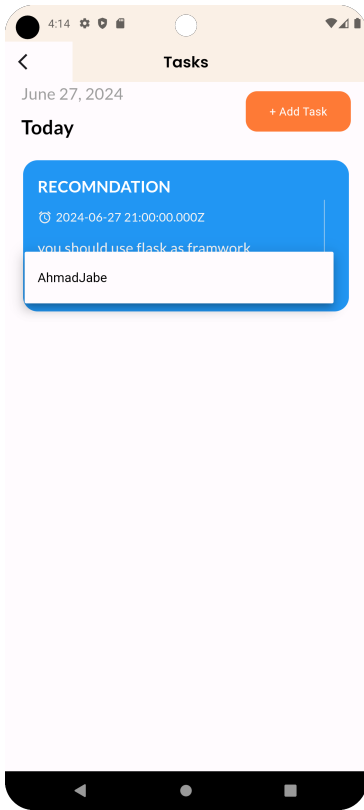 4:14
Tasks
June 27, 2024
+ Add Task
Today
RECOMNDATION
2024-06-27 21:00:00.000Z
you should use flask as framwork
AhmadJabe